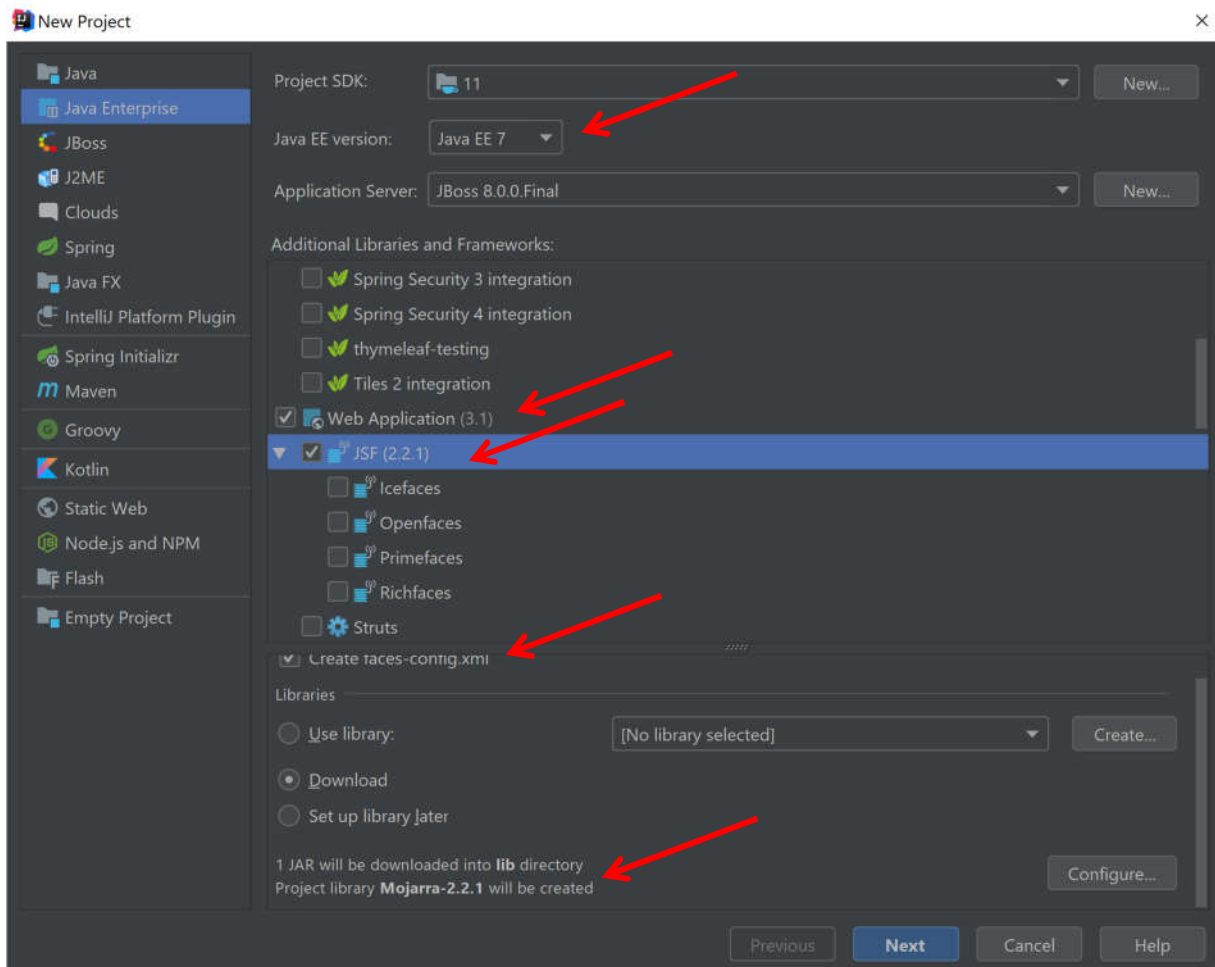 New Project
Java
Java Enterprise
JBoss
J2ME
Clouds
Spring
Java FX
IntelliJ Platform Plugin
Spring Initializr
Maven
Groovy
Kotlin
Static Web
Node.js and NPM
Flash
Empty Project
Project SDK: 11 New...
Java EE version: Java EE 7
Application Server: JBoss 8.0.0.Final New...
Additional Libraries and Frameworks:
Spring Security 3 integration
Spring Security 4 integration
thymeleaf-testing
Tiles 2 integration
Web Application (3.1)
JSF (2.2.1)
Icefaces
Openfaces
Primefaces
Richfaces
Struts
Create faces-config.xml
Libraries
Use library: [No library selected] Create...
Download
Set up library later
1 JAR will be downloaded into lib directory
Project library Mojarra-2.2.1 will be created
Configure...
Previous Next Cancel Help